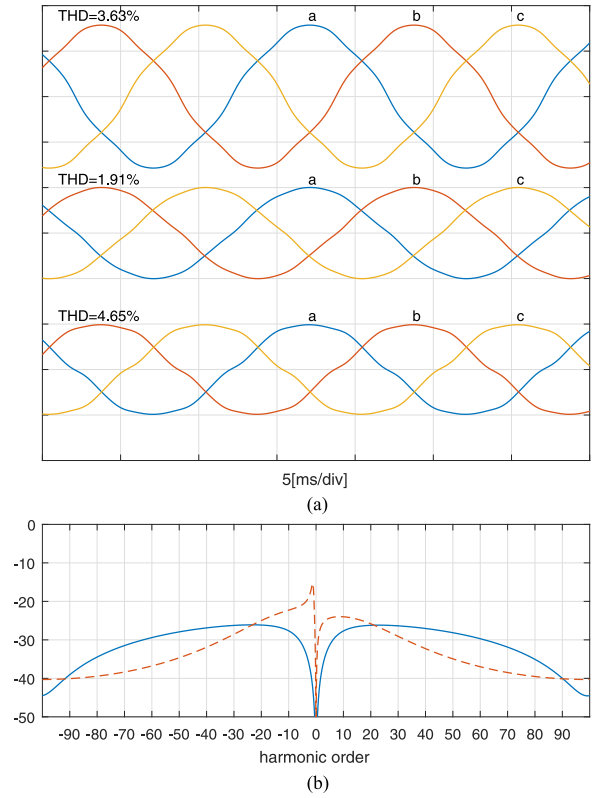 THD=3.63%
a
b
c
THD=1.91%
a
b
c
THD=4.65%
a
b
c
5[ms/div]
(a)
0
-10
-20
-30
-40
-50
-90 -80 -70 -60 -50 -40 -30 -20 -10 0 10 20 30 40 50 60 70 80 90
harmonic order
(b)